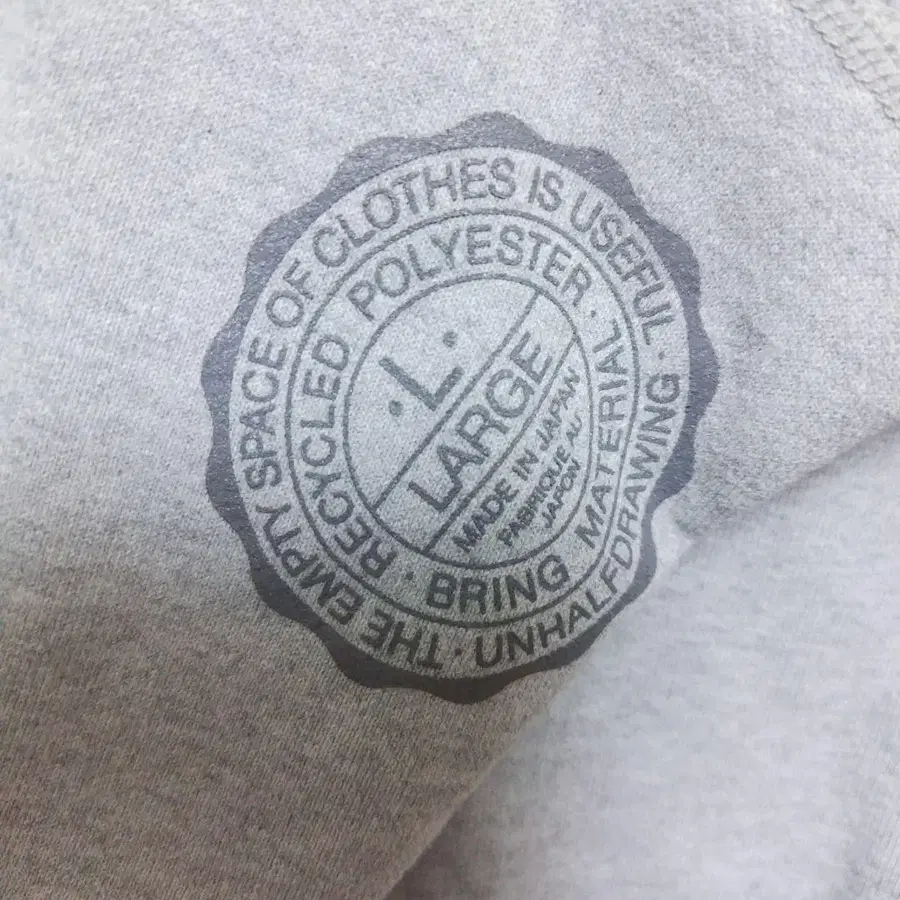 THE EMPTY SPACE OF CLOTHES IS USEFUL · UNHALFDRAWING ·
RECYCLED POLYESTER · BRING MATERIAL ·
·L·
LARGE
MADE IN JAPAN
FABRIQUE AU
JAPON